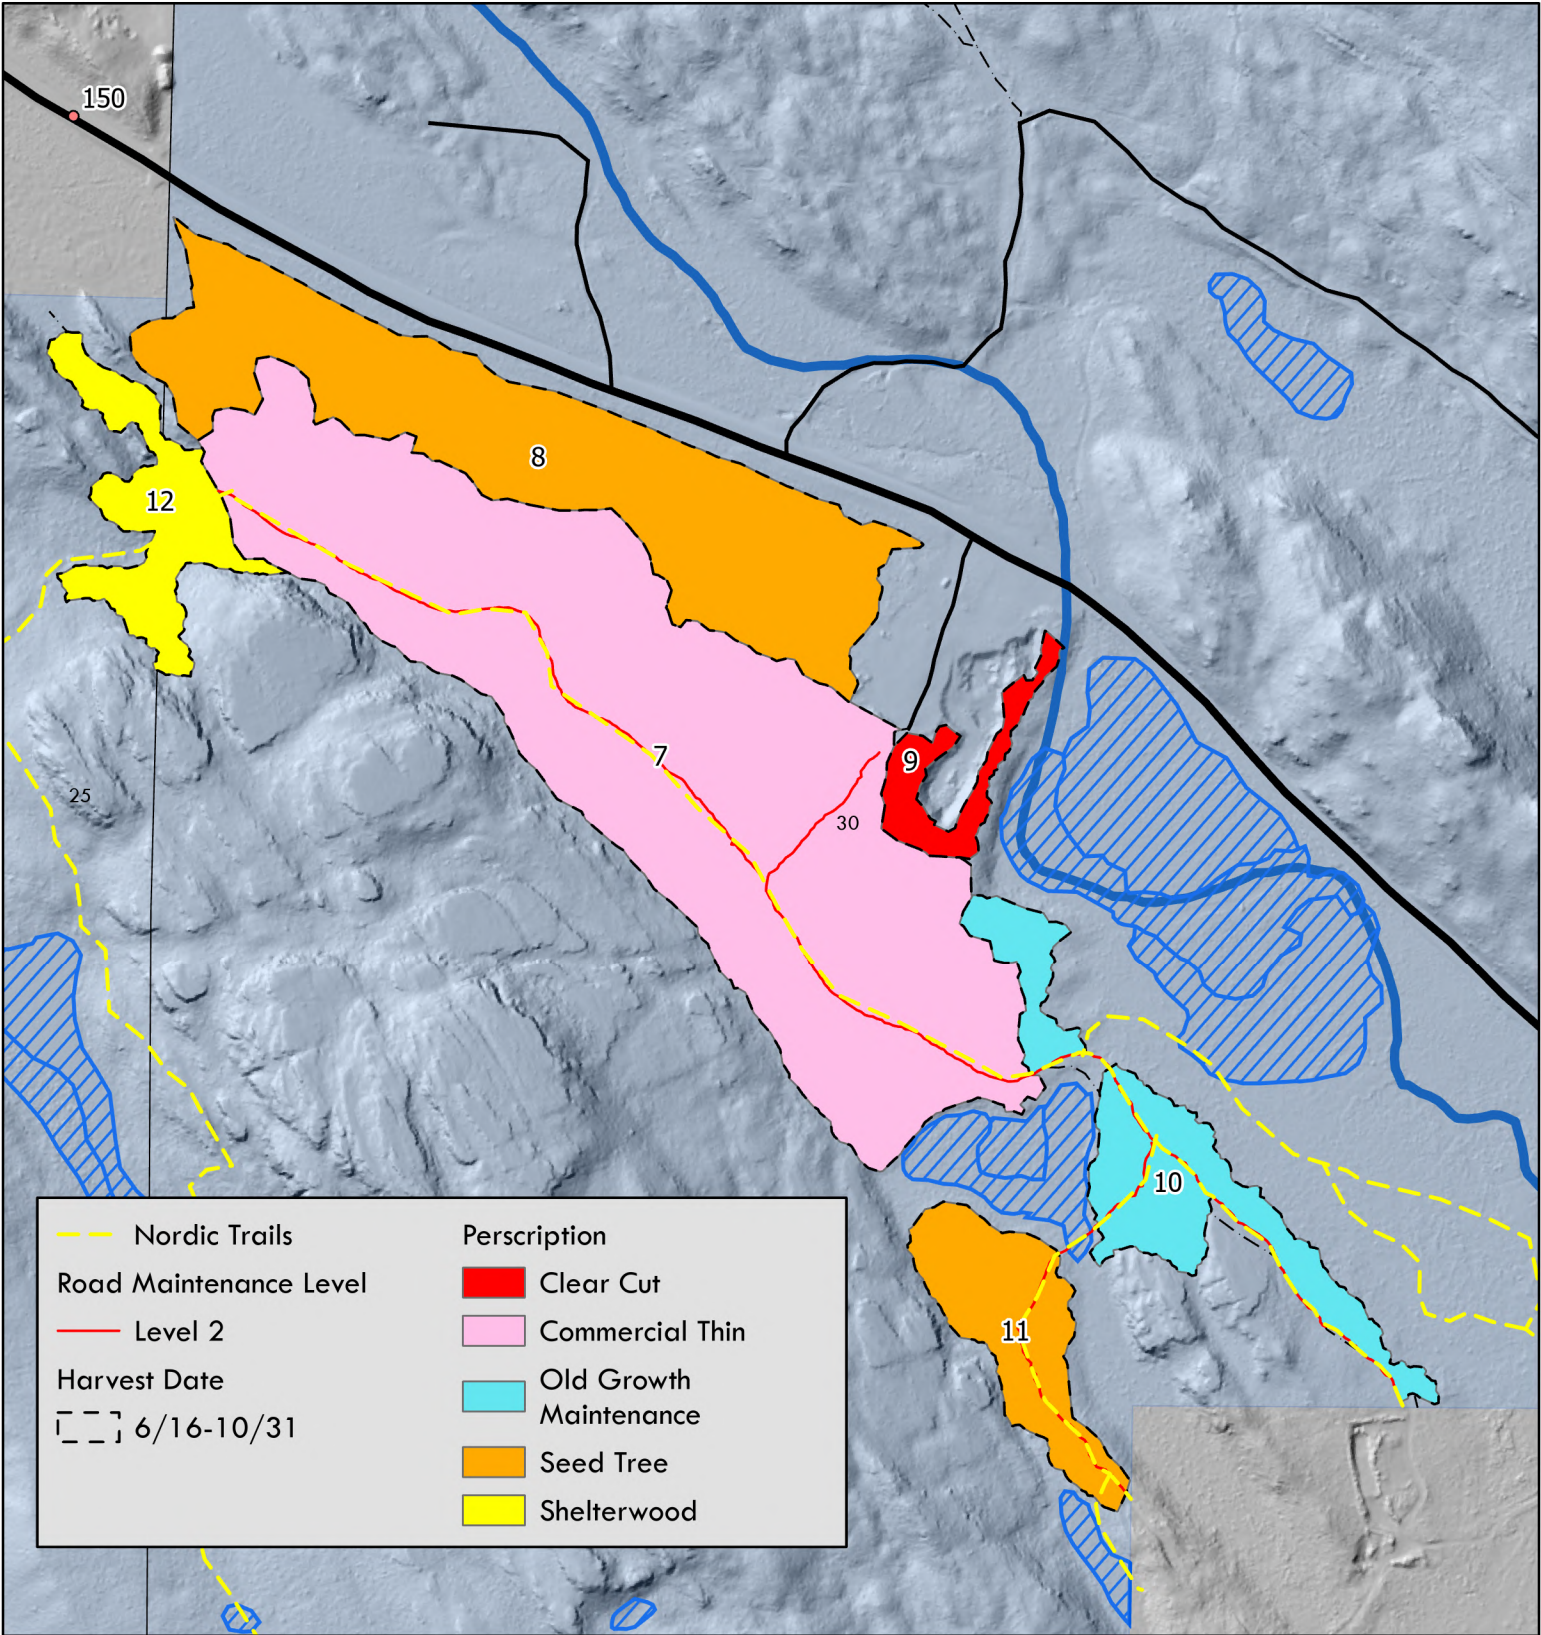 150
8
12
7
9
25
30
10
11
Nordic Trails
Road Maintenance Level
Level 2
Harvest Date
6/16-10/31
Perscription
Clear Cut
Commercial Thin
Old Growth
Maintenance
Seed Tree
Shelterwood